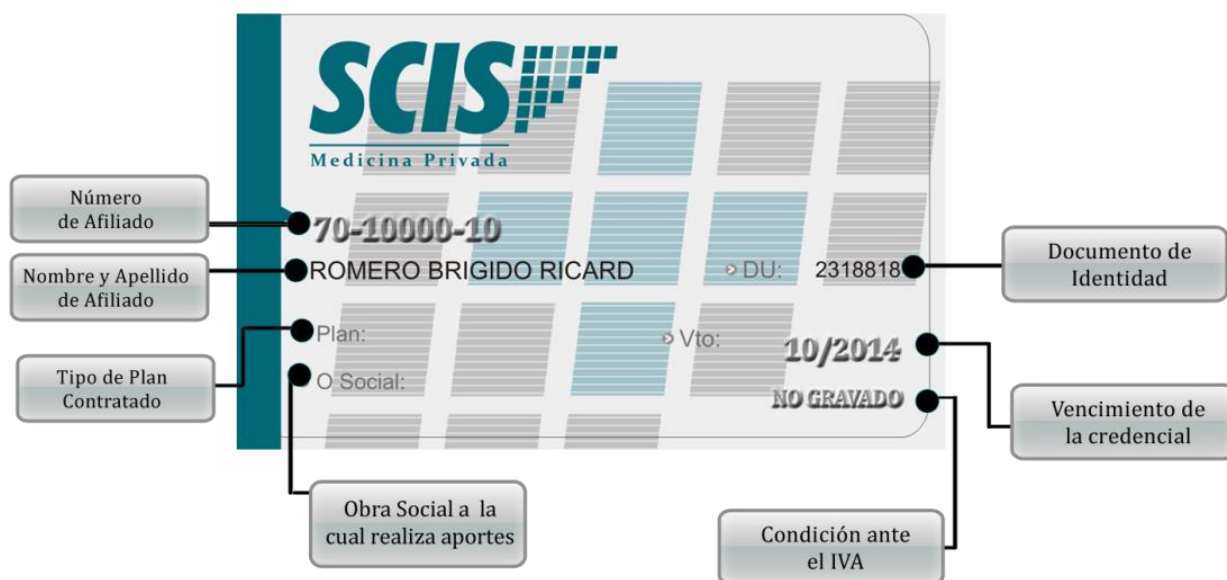 SCIS
Medicina Privada
Número
de Afiliado
70-10000-10
Nombre y Apellido
de Afiliado
ROMERO BRIGIDO RICARD
DU: 2318818
Documento de
Identidad
Plan:
Vto: 10/2014
Tipo de Plan
Contratado
O Social:
NO GRAVADO
Vencimiento de
la credencial
Obra Social a la
cual realiza aportes
Condición ante
el IVA